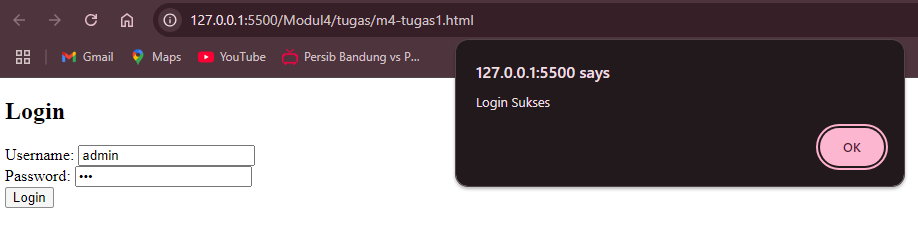 127.0.0.1:5500/Modul4/tugas/m4-tugas1.html
Gmail Maps YouTube Persib Bandung vs P...
127.0.0.1:5500 says
Login Sukses
OK
Login
Username: admin
Password: •••
Login